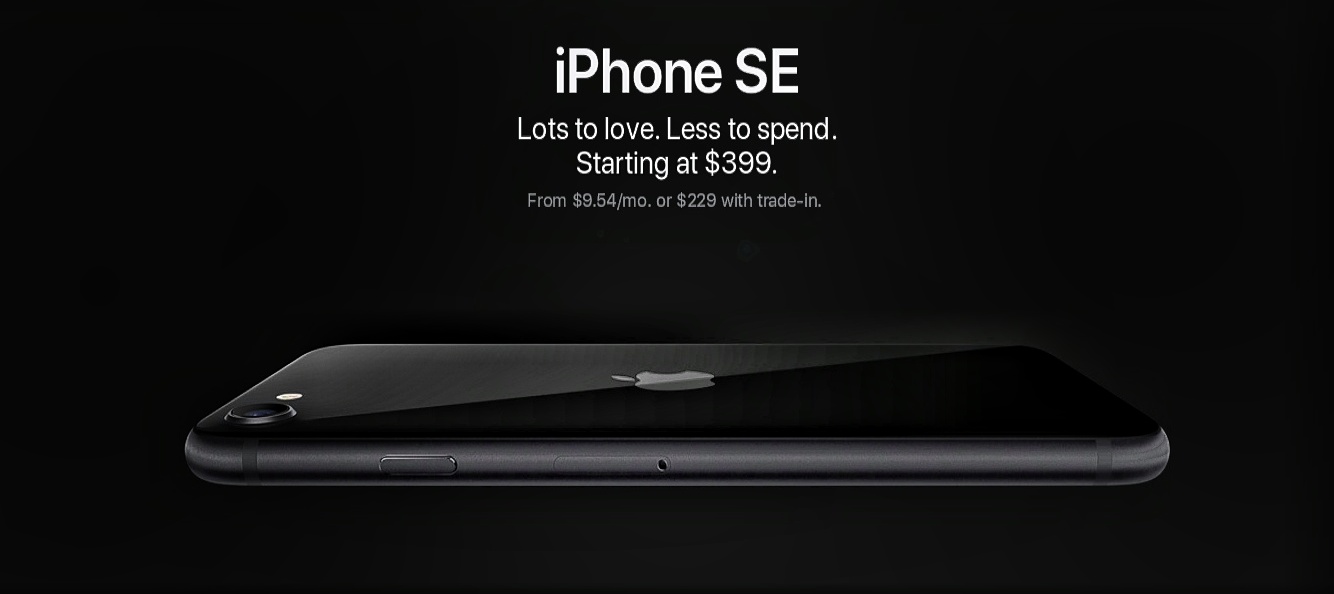 iPhone SE
Lots to love. Less to spend.
Starting at $399.
From $9.54/mo. or $229 with trade-in.